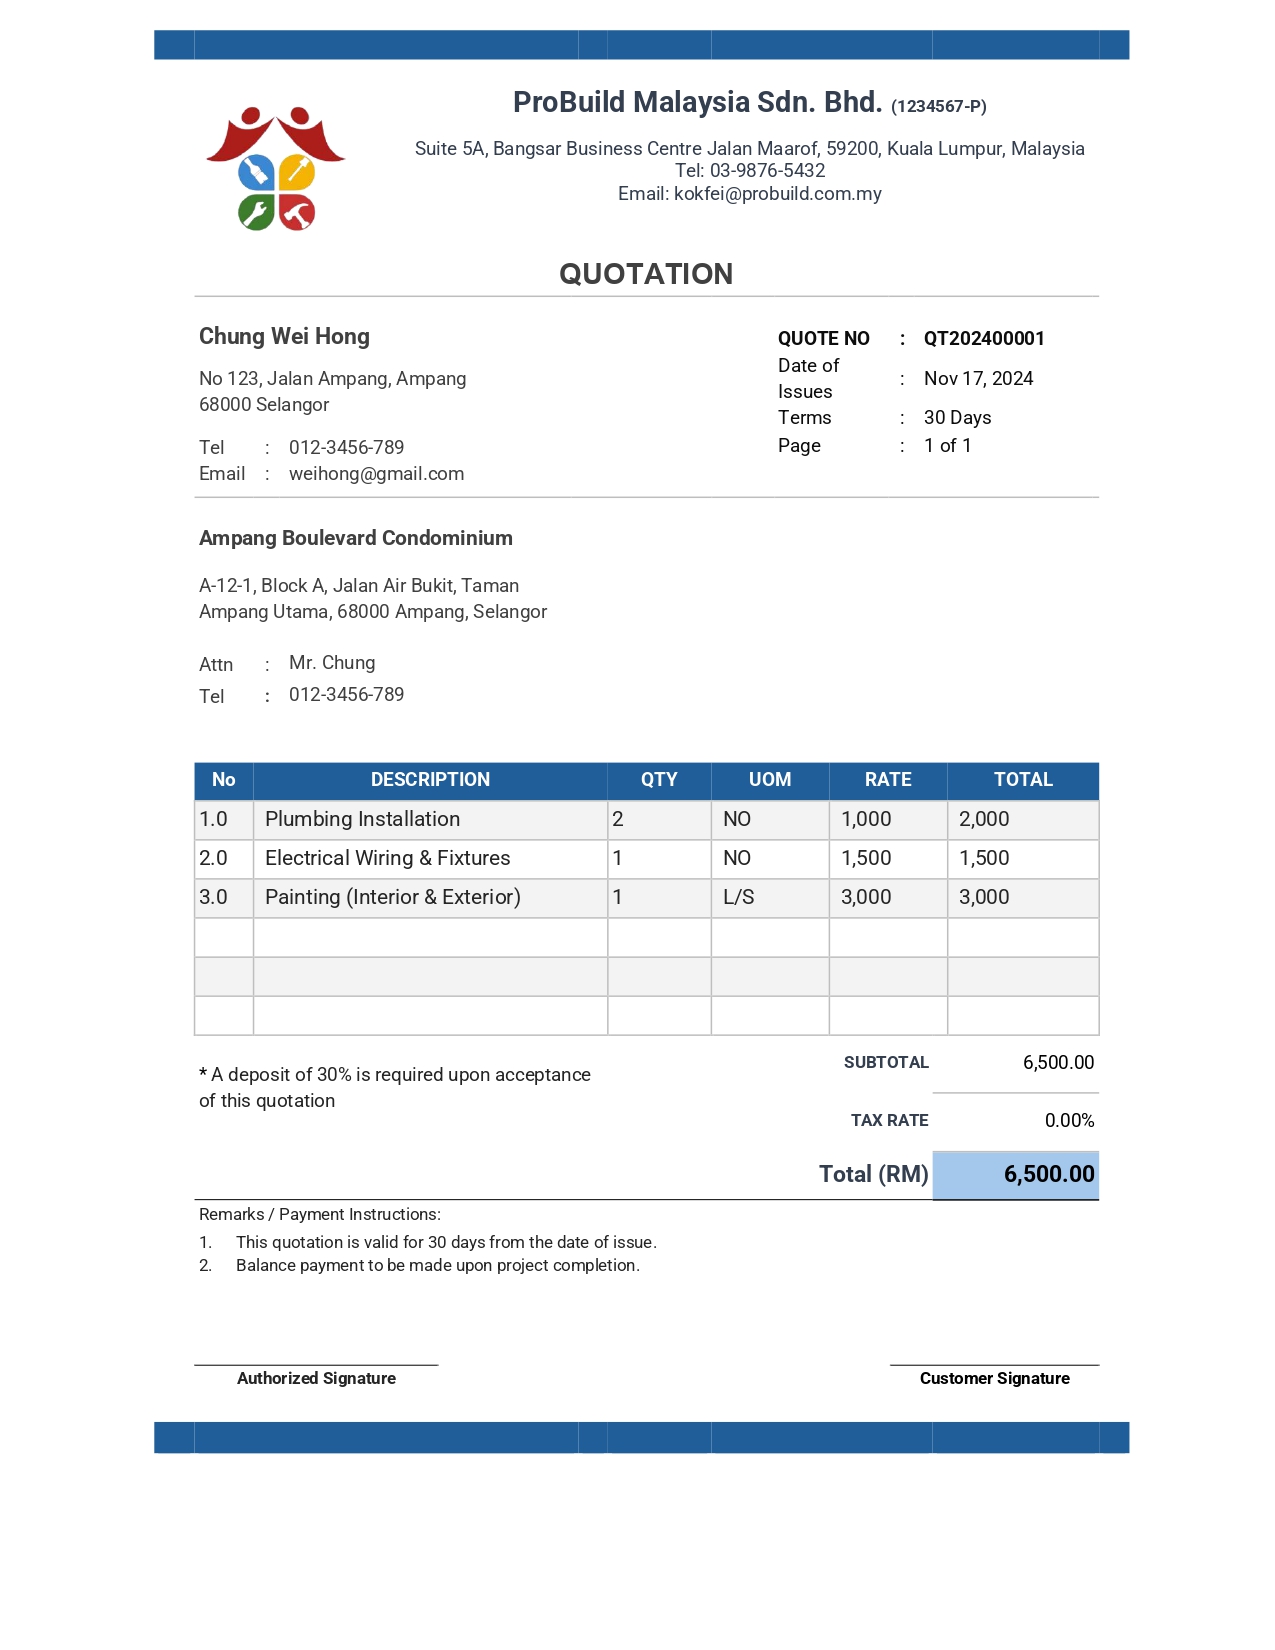 ProBuild Malaysia Sdn. Bhd. (1234567-P)
Suite 5A, Bangsar Business Centre Jalan Maarof, 59200, Kuala Lumpur, Malaysia
Tel: 03-9876-5432
Email: kokfei@probuild.com.my
QUOTATION
Chung Wei Hong
No 123, Jalan Ampang, Ampang
68000 Selangor
Tel : 012-3456-789
Email : weihong@gmail.com
QUOTE NO : QT202400001
Date of
Issues : Nov 17, 2024
Terms : 30 Days
Page : 1 of 1
Ampang Boulevard Condominium
A-12-1, Block A, Jalan Air Bukit, Taman
Ampang Utama, 68000 Ampang, Selangor
Attn : Mr. Chung
Tel : 012-3456-789
No DESCRIPTION QTY UOM RATE TOTAL
1.0 Plumbing Installation 2 NO 1,000 2,000
2.0 Electrical Wiring & Fixtures 1 NO 1,500 1,500
3.0 Painting (Interior & Exterior) 1 L/S 3,000 3,000
* A deposit of 30% is required upon acceptance
of this quotation
SUBTOTAL 6,500.00
TAX RATE 0.00%
Total (RM) 6,500.00
Remarks / Payment Instructions:
1. This quotation is valid for 30 days from the date of issue.
2. Balance payment to be made upon project completion.
Authorized Signature Customer Signature